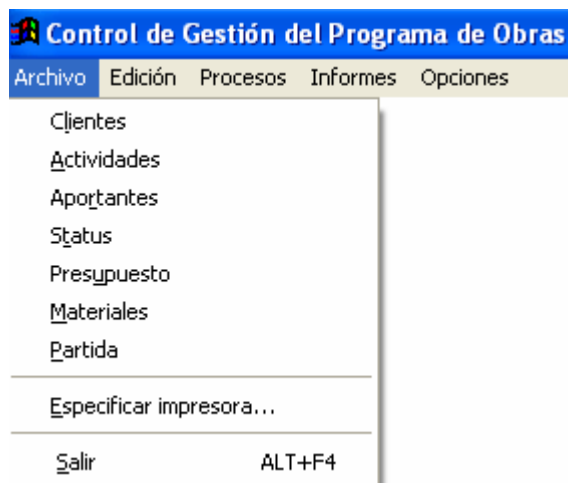 Control de Gestión del Programa de Obras
Archivo Edición Procesos Informes Opciones
Clientes
Actividades
Aportantes
Status
Presupuesto
Materiales
Partida
Especificar impresora...
Salir ALT+F4